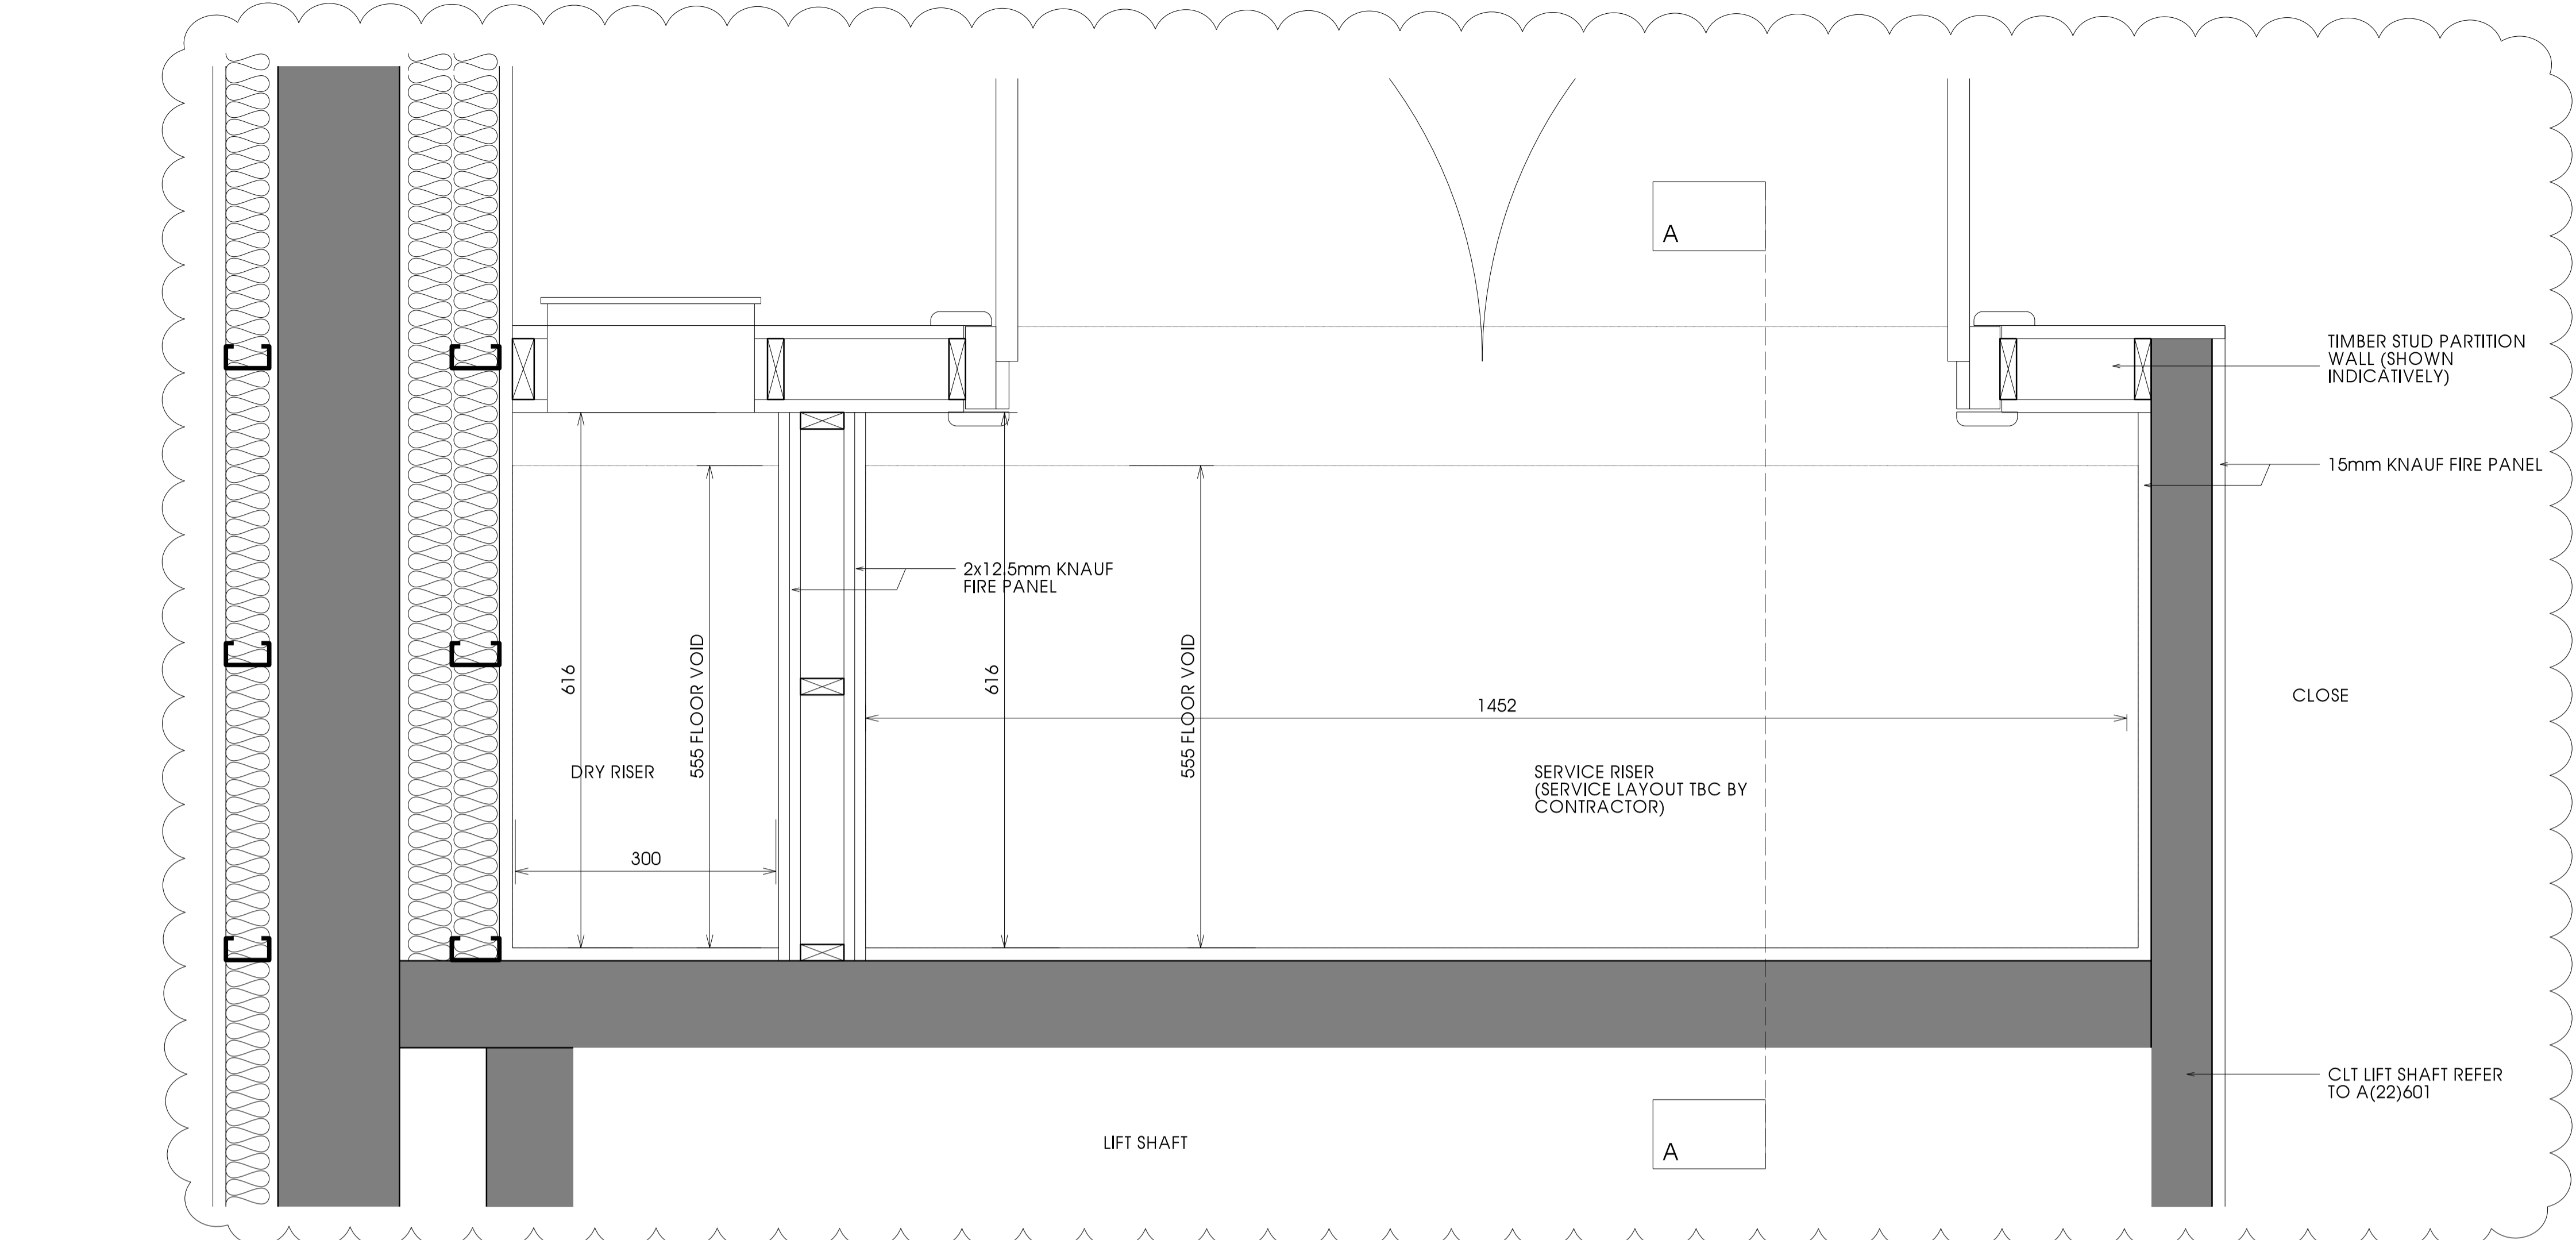 A
TIMBER STUD PARTITION
WALL (SHOWN
INDICATIVELY)
15mm KNAUF FIRE PANEL
2x12.5mm KNAUF
FIRE PANEL
616
555 FLOOR VOID
616
555 FLOOR VOID
1452
CLOSE
DRY RISER
SERVICE RISER
(SERVICE LAYOUT TBC BY
CONTRACTOR)
300
CLT LIFT SHAFT REFER
TO A(22)601
LIFT SHAFT
A